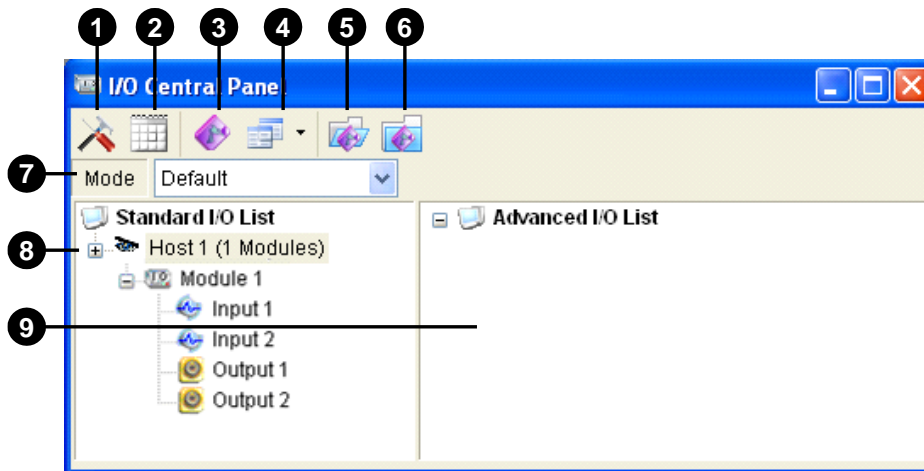 1 2 3 4 5 6
I/O Central Panel
7 Mode Default
Standard I/O List
Advanced I/O List
8 Host 1 (1 Modules)
Module 1
Input 1
9 Input 2
Output 1
Output 2